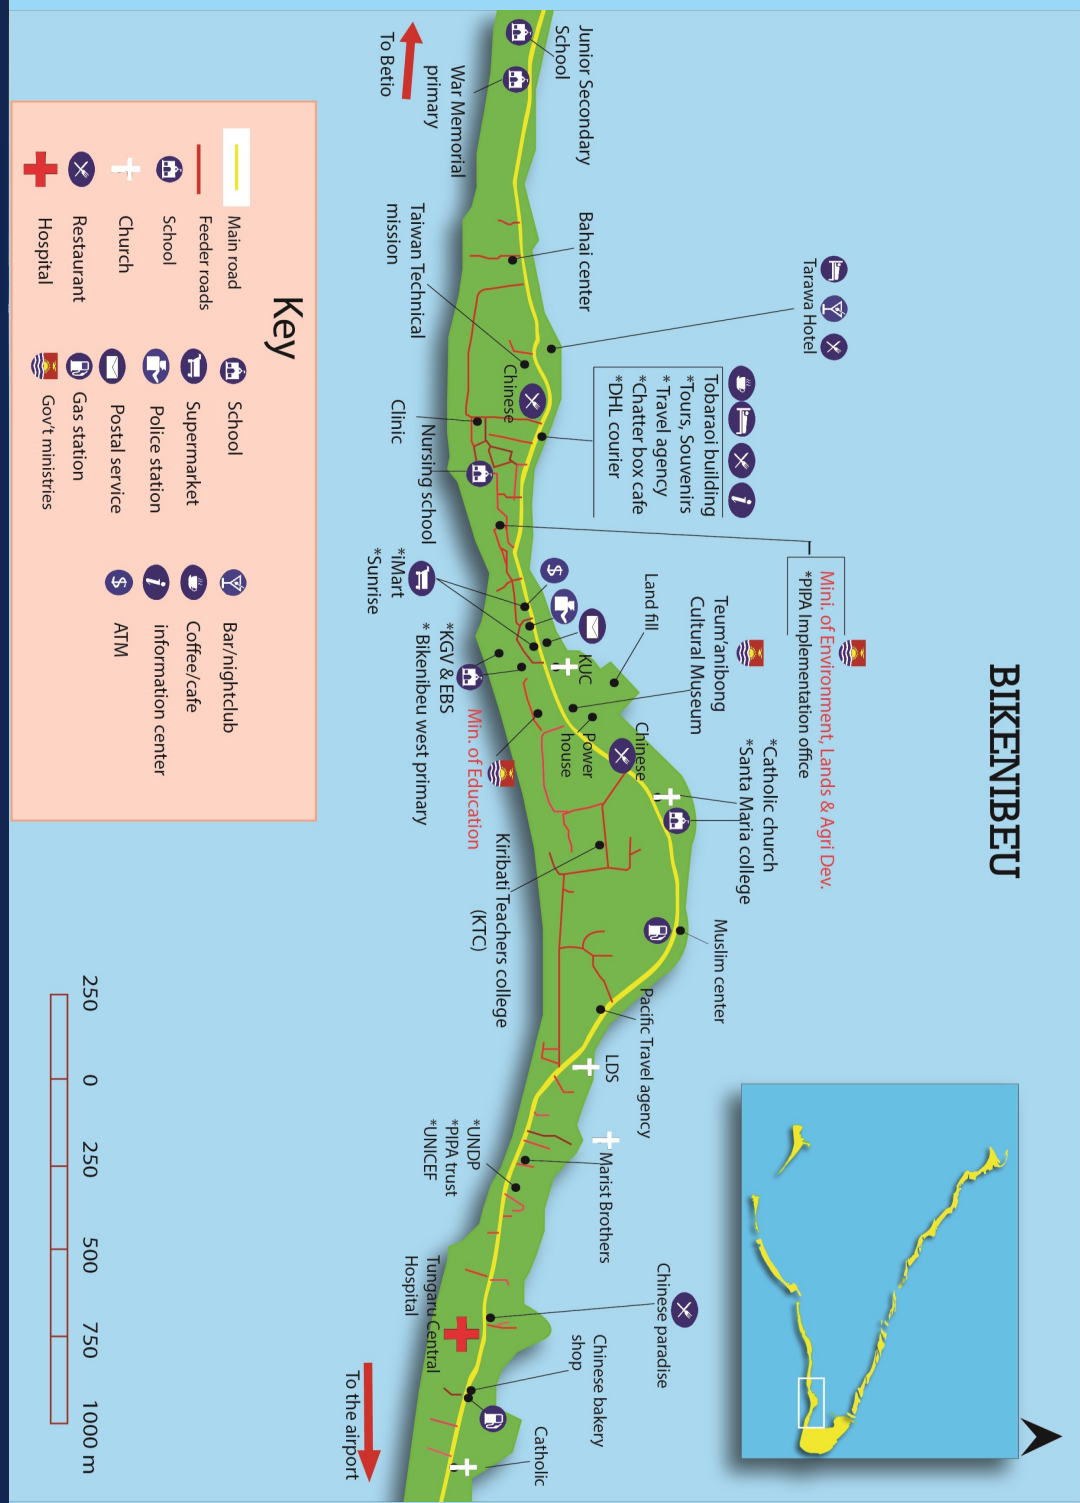 BIKENIBEU
Junior Secondary
School
War Memorial
primary
To Betio
Bahai center
Taiwan Technical
mission
Tarawa Hotel
Chinese
Tobaraoi building
*Tours, Souvenirs
* Travel agency
*Chatter box cafe
*DHL courier
Clinic
Nursing school
Mini. of Environment, Lands & Agri Dev.
*PIPA Implementation office
*iMart
*Sunrise
$
Land fill
Teum'anibong
Cultural Museum
KUC
*KGV & EBS
* Bikenibeu west primary
Min. of Education
Power
house
Chinese
*Catholic church
*Santa Maria college
Kiribati Teachers college
(KTC)
Muslim center
Pacific Travel agency
LDS
Marist Brothers
*UNDP
*PIPA trust
*UNICEF
Chinese paradise
Tungaru Central
Hospital
Chinese bakery
shop
Catholic
To the airport
i
Key
Main road
Feeder roads
School
Church
Restaurant
Hospital
School
Supermarket
Police station
Postal service
Gas station
Gov't ministries
Bar/nightclub
Coffee/cafe
i
information center
$
ATM
250 0 250 500 750 1000 m